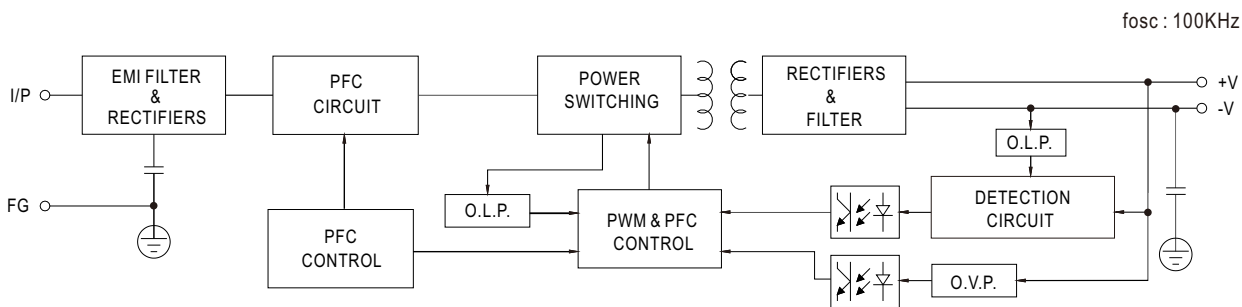 fosc : 100KHz
I/P
EMI FILTER
&
RECTIFIERS
PFC
CIRCUIT
POWER
SWITCHING
RECTIFIERS
&
FILTER
+V
-V
O.L.P.
FG
PFC
CONTROL
O.L.P.
PWM & PFC
CONTROL
DETECTION
CIRCUIT
O.V.P.